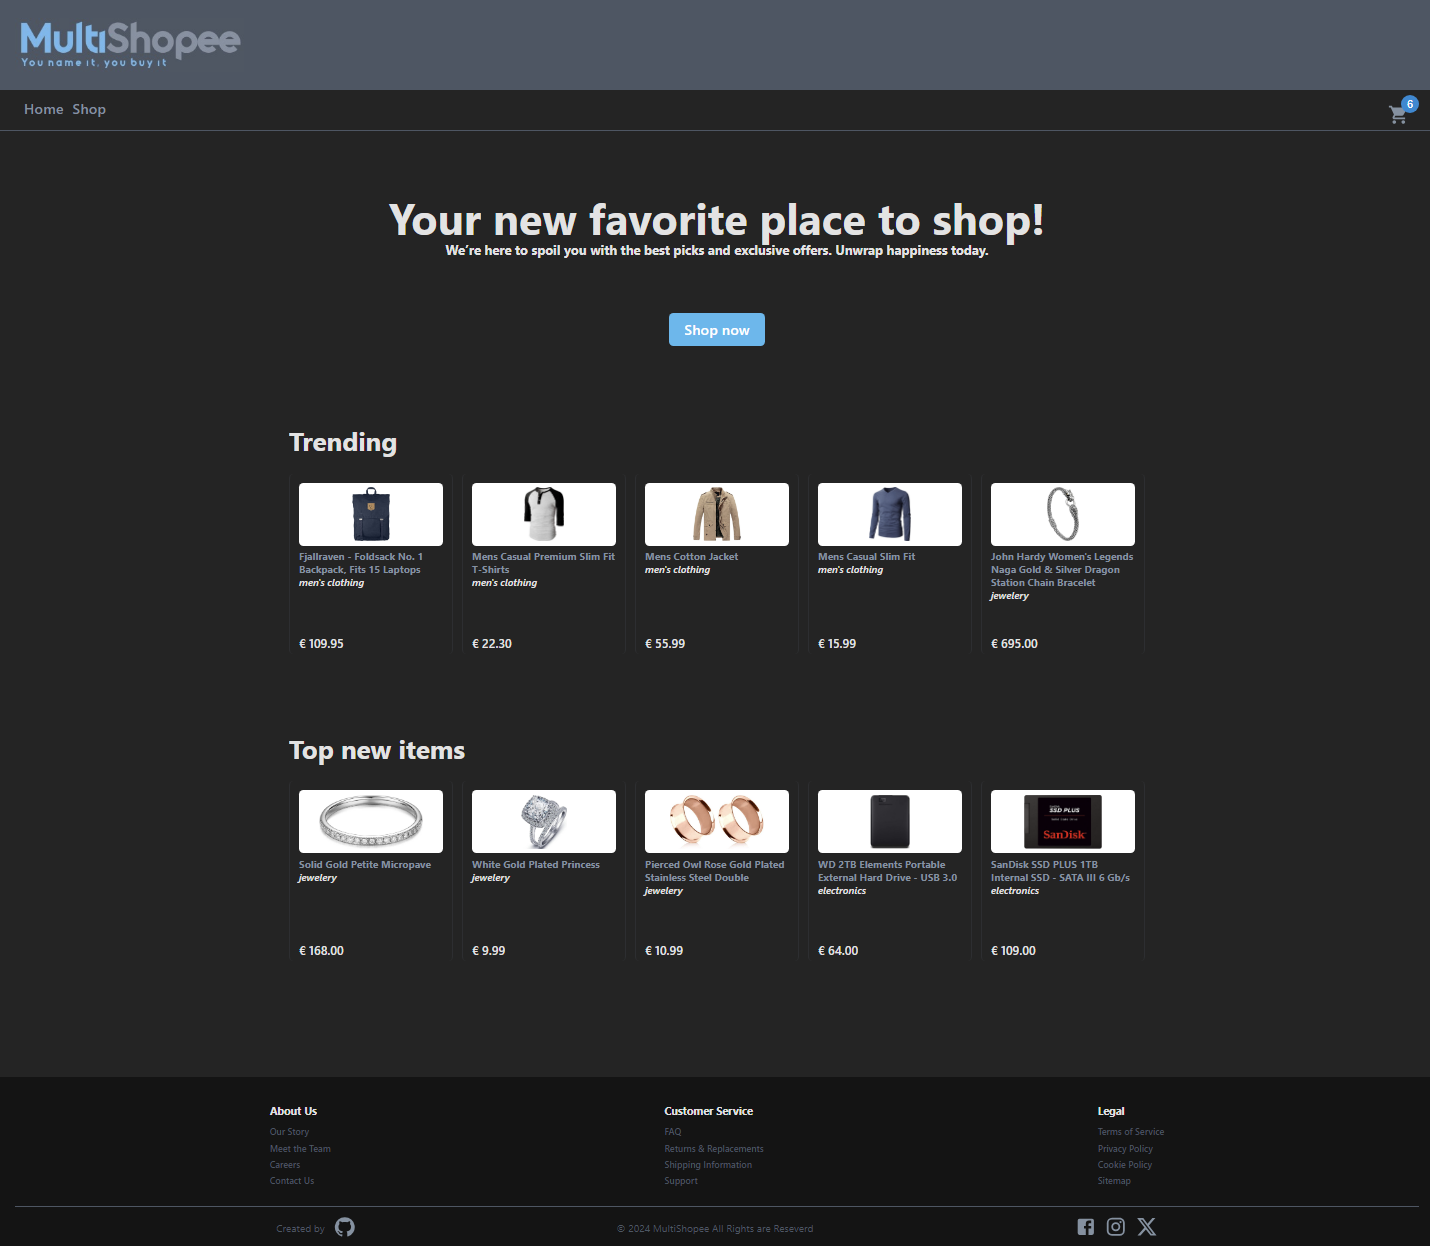 MultiShopee
You name it, you buy it
Home Shop
6
Your new favorite place to shop!
We're here to spoil you with the best picks and exclusive offers. Unwrap happiness today.
Shop now
Trending
Fjallraven - Foldsack No. 1
Backpack, Fits 15 Laptops
men's clothing
€ 109.95
Mens Casual Premium Slim Fit
T-Shirts
men's clothing
€ 22.30
Mens Cotton Jacket
men's clothing
€ 55.99
Mens Casual Slim Fit
men's clothing
€ 15.99
John Hardy Women's Legends
Naga Gold & Silver Dragon
Station Chain Bracelet
jewelery
€ 695.00
Top new items
Solid Gold Petite Micropave
jewelery
€ 168.00
White Gold Plated Princess
jewelery
€ 9.99
Pierced Owl Rose Gold Plated
Stainless Steel Double
jewelery
€ 10.99
WD 2TB Elements Portable
External Hard Drive - USB 3.0
electronics
€ 64.00
SSD PLUS
SanDisk
SanDisk SSD PLUS 1TB
Internal SSD - SATA III 6 Gb/s
electronics
€ 109.00
About Us
Our Story
Meet the Team
Careers
Contact Us
Customer Service
FAQ
Returns & Replacements
Shipping Information
Support
Legal
Terms of Service
Privacy Policy
Cookie Policy
Sitemap
Created by
© 2024 MultiShopee All Rights are Reseverd